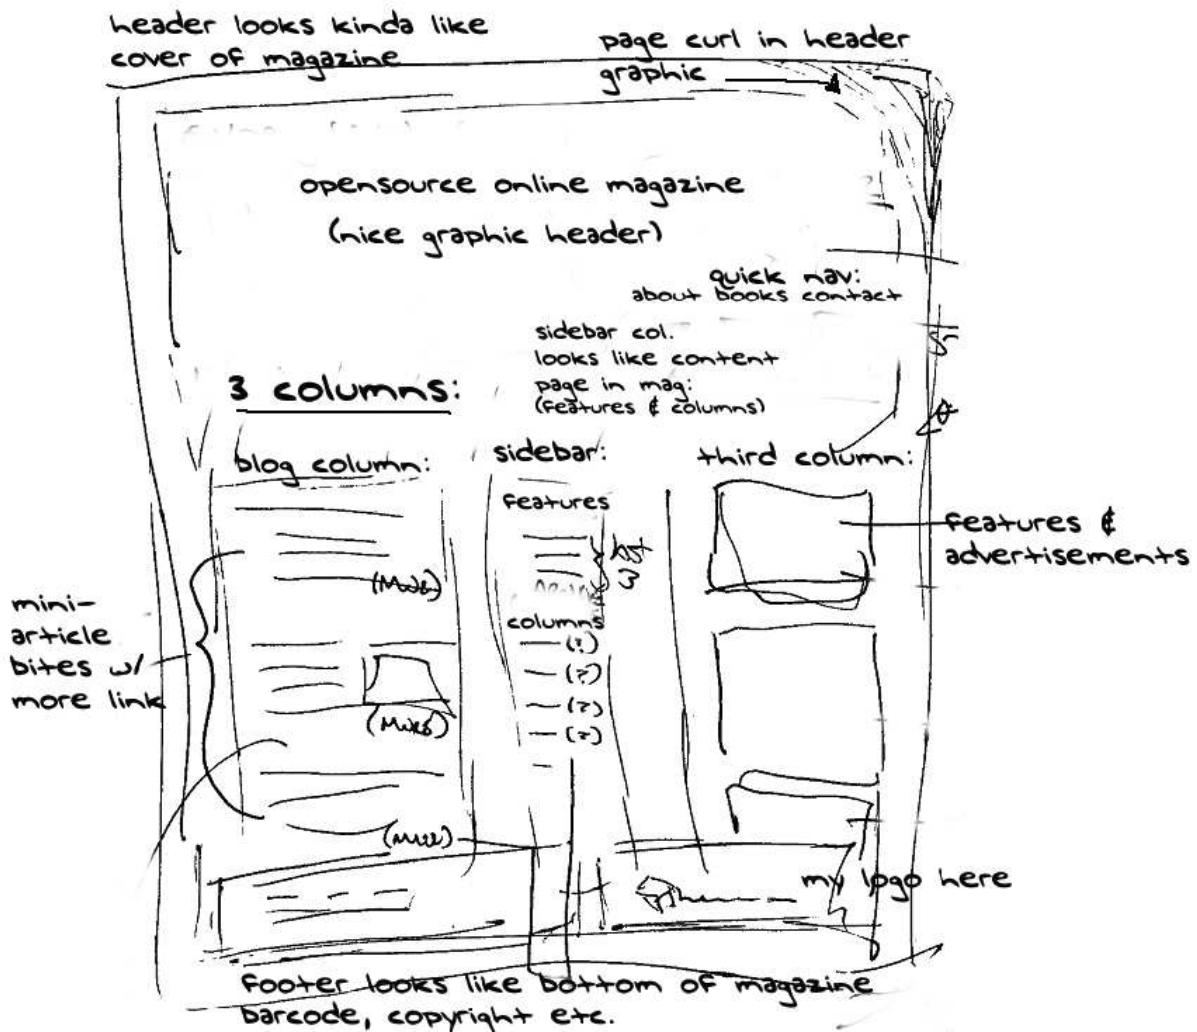 header looks kinda like
cover of magazine
page curl in header
graphic
opensource online magazine
(nice graphic header)
quick nav:
about books contact
sidebar col.
looks like content
page in mag:
(features & columns)
3 columns:
blog column:
sidebar:
third column:
features
features &
advertisements
columns
(?)
(?)
(?)
(?)
mini-
article
bites w/
more link
my logo here
footer looks like bottom of magazine
barcode, copyright etc.